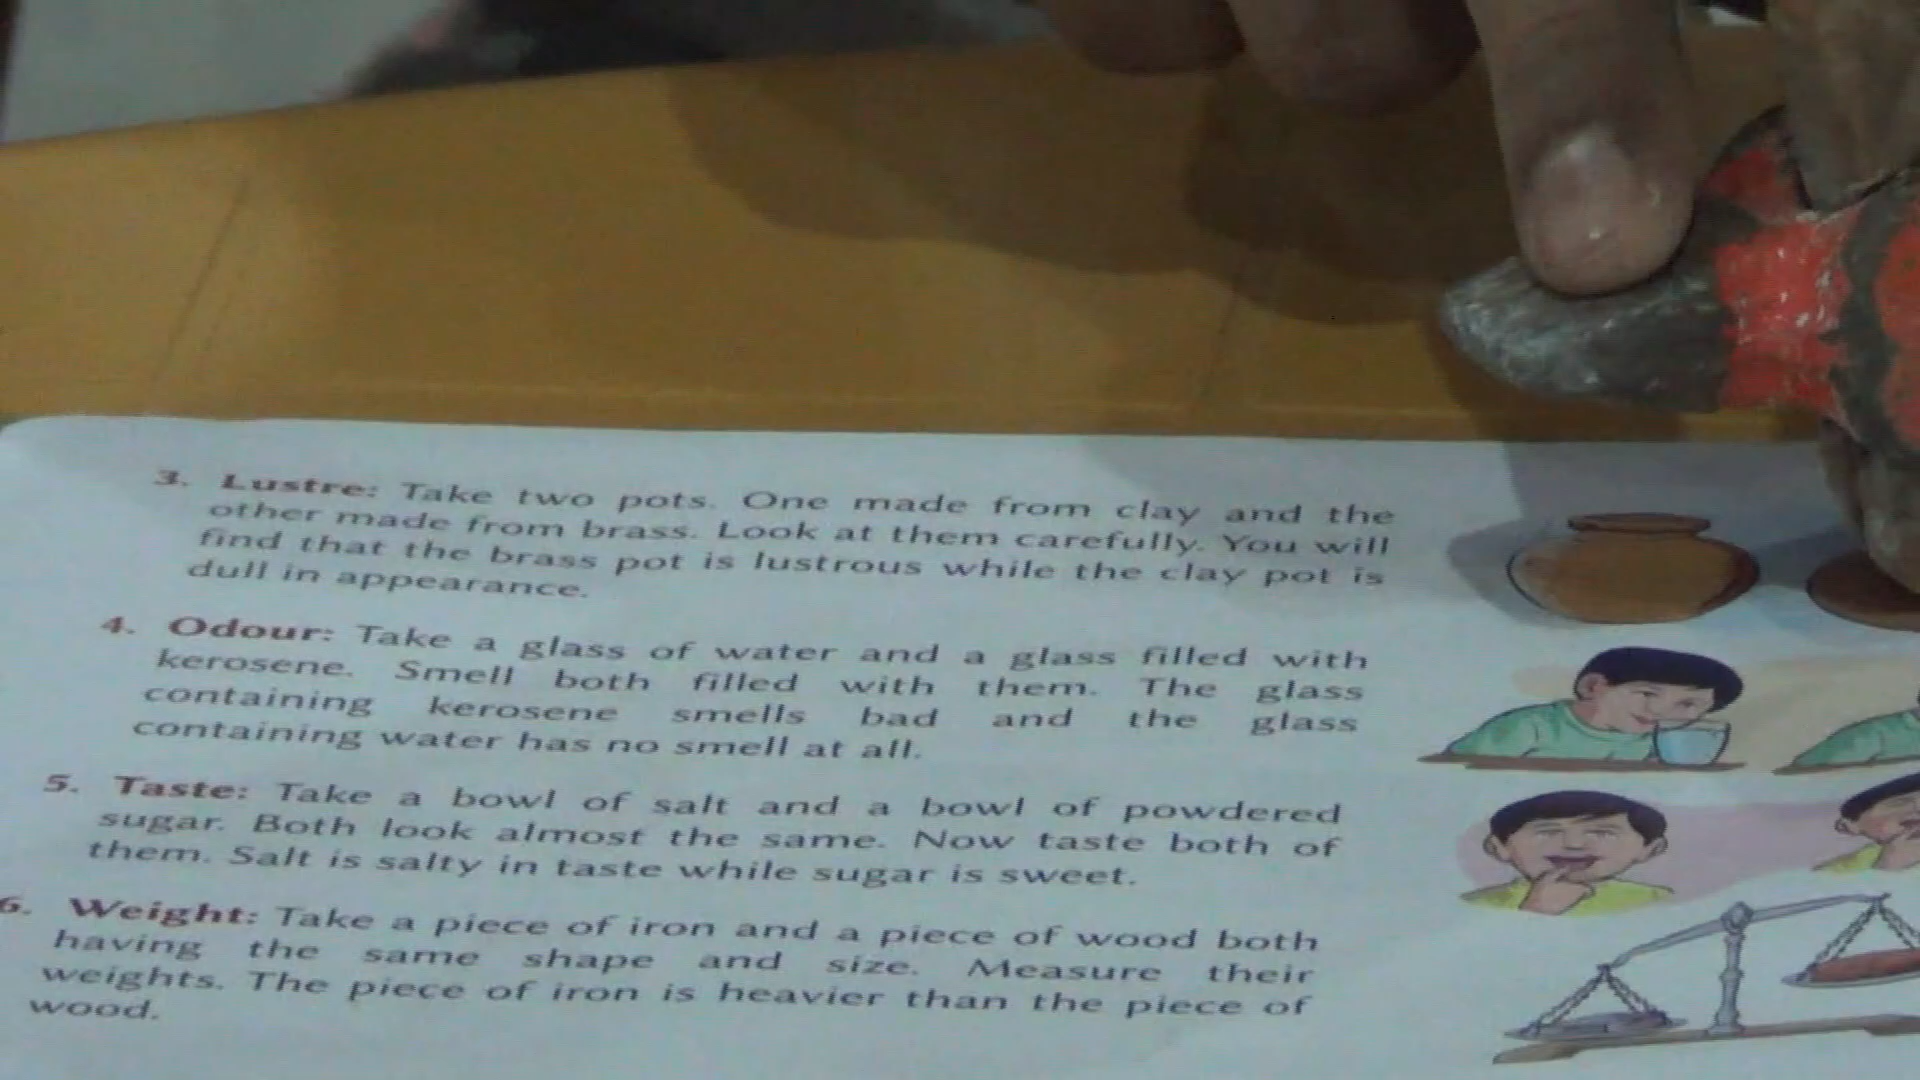 3. Lustre: Take two pots. One made from clay and the
other made from brass. Look at them carefully. You will
find that the brass pot is lustrous while the clay pot is
dull in appearance.
4. Odour: Take a glass of water and a glass filled with
kerosene. Smell both filled with them. The glass
containing kerosene smells bad and the glass
containing water has no smell at all.
5. Taste: Take a bowl of salt and a bowl of powdered
sugar. Both look almost the same. Now taste both of
them. Salt is salty in taste while sugar is sweet.
6. Weight: Take a piece of iron and a piece of wood both
having the same shape and size. Measure their
weights. The piece of iron is heavier than the piece of
wood.